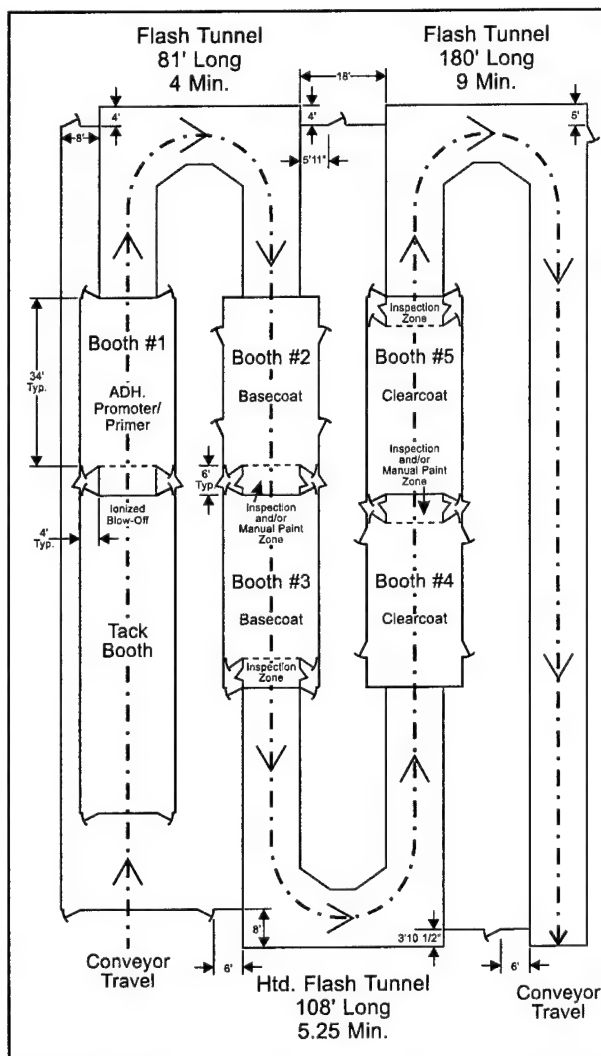 Flash Tunnel
81' Long
4 Min.
Flash Tunnel
180' Long
9 Min.
18'
4'
4'
5'
8'
5'11"
Inspection
Zone
Booth #1
Booth #2
Booth #5
ADH.
Promoter/
Primer
Basecoat
Clearcoat
34'
Typ.
Inspection
and/or
Manual Paint
Zone
6'
Typ.
Ionized
Blow-Off
4'
Typ.
Inspection
and/or
Manual Paint
Zone
Booth #3
Booth #4
Basecoat
Clearcoat
Tack
Booth
Inspection
Zone
8'
3'10 1/2"
6'
6'
Conveyor
Travel
Htd. Flash Tunnel
108' Long
5.25 Min.
Conveyor
Travel